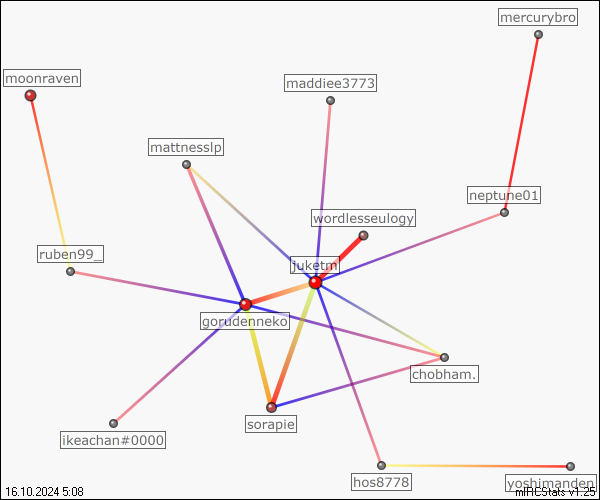 mercurybro
moonraven
maddiee3773
mattnesslp
neptune01
wordlesseulogy
ruben99_
juketm
gorudenneko
chobham.
sorapie
ikeachan#0000
hos8778
yoshimanden
16.10.2024 5:08
mIRCStats v1.25